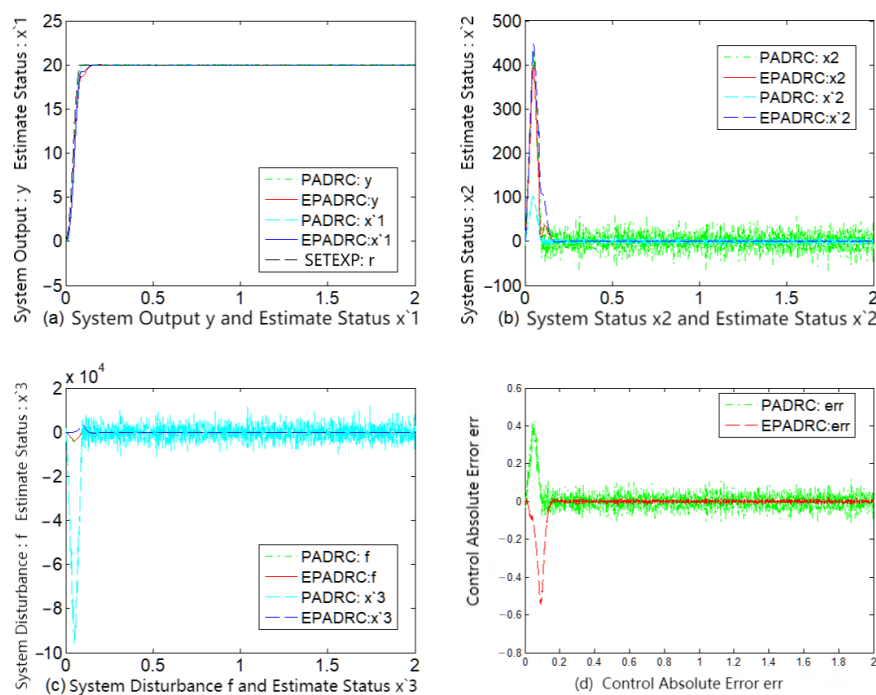 System Output : y   Estimate Status : x`1
25
20
15
10
5
0
−5
0
0.5
1
1.5
2
PADRC: y
EPADRC:y
PADRC: x`1
EPADRC:x`1
SETEXP: r
(a) System Output y and Estimate Status x`1
System Status : x2   Estimate Status : x`2
500
400
300
200
100
0
−100
0
0.5
1
1.5
2
PADRC: x2
EPADRC:x2
PADRC: x`2
EPADRC:x`2
(b) System Status x2 and Estimate Status x`2
System Disturbance : f   Estimate Status : x`3
x 10⁴
2
0
−2
−4
−6
−8
−10
0
0.5
1
1.5
2
PADRC: f
EPADRC:f
PADRC: x`3
EPADRC:x`3
(c) System Disturbance f and Estimate Status x`3
Control Absolute Error err
0.6
0.4
0.2
0
−0.2
−0.4
−0.6
−0.8
0 0.2 0.4 0.6 0.8 1 1.2 1.4 1.6 1.8 2
PADRC: err
EPADRC:err
(d) Control Absolute Error err